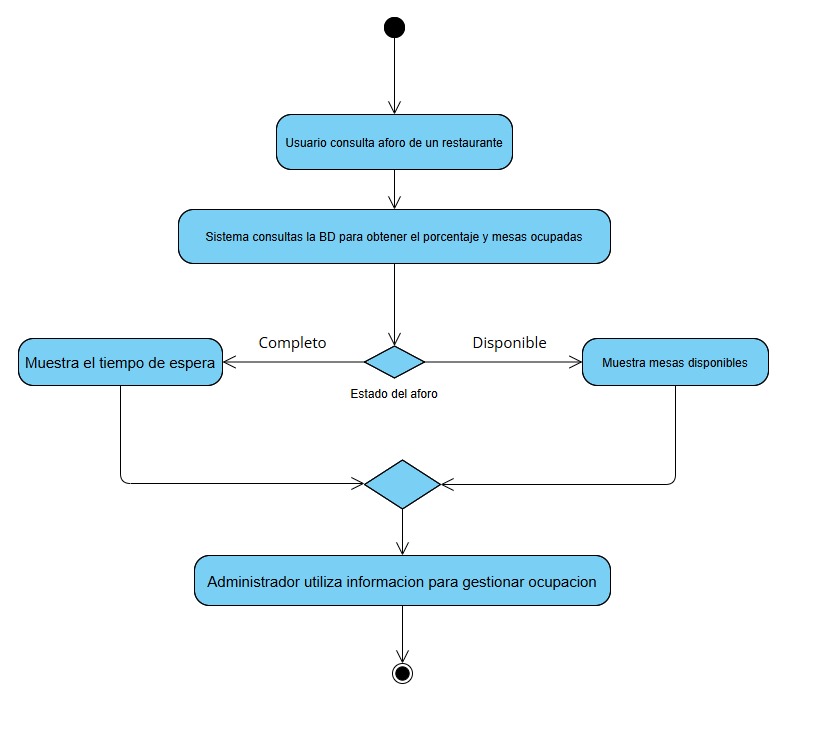 Usuario consulta aforo de un restaurante
Sistema consultas la BD para obtener el porcentaje y mesas ocupadas
Completo
Disponible
Muestra el tiempo de espera
Muestra mesas disponibles
Estado del aforo
Administrador utiliza informacion para gestionar ocupacion